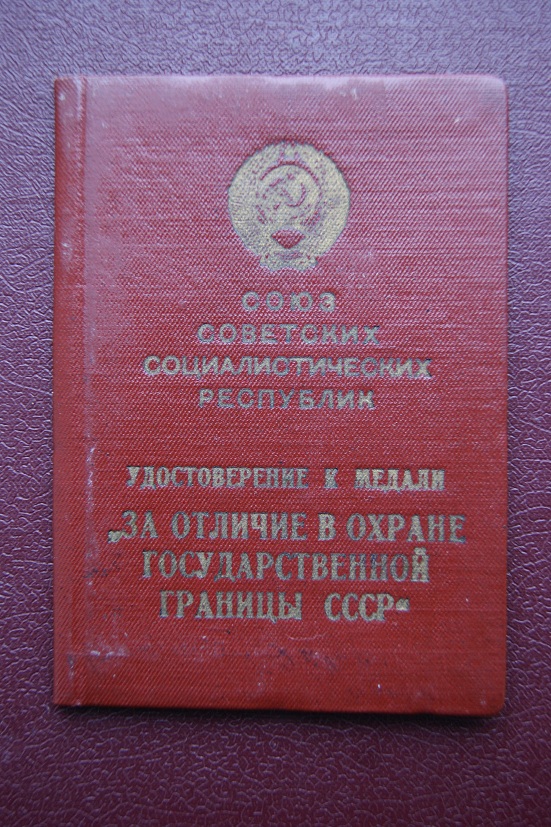 СОЮЗ
СОВЕТСКИХ
СОЦИАЛИСТИЧЕСКИХ
РЕСПУБЛИК
УДОСТОВЕРЕНИЕ К МЕДАЛИ
„ЗА ОТЛИЧИЕ В ОХРАНЕ
ГОСУДАРСТВЕННОЙ
ГРАНИЦЫ СССР“